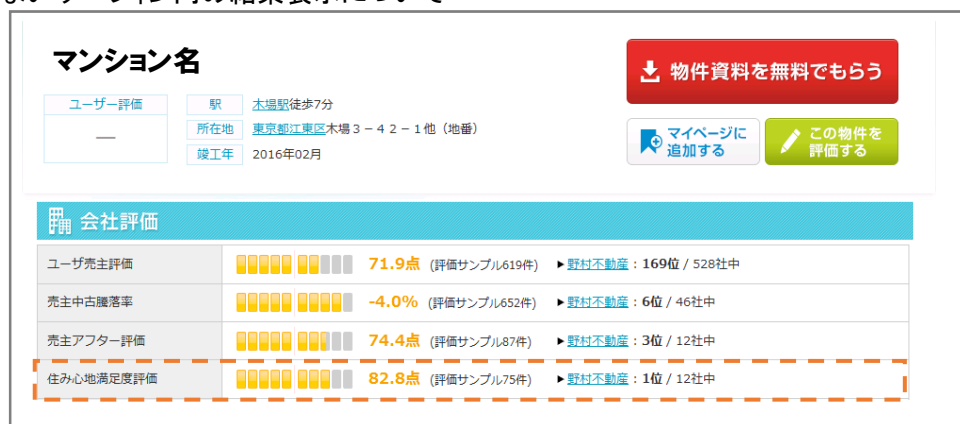 の結果表示について
マンション名
物件資料を無料でもらう
ユーザー評価
—
駅 木場駅徒歩7分
所在地 東京都江東区木場3－42－1他（地番）
竣工年 2016年02月
マイページに
追加する
この物件を
評価する
会社評価
ユーザ売主評価 71.9点 (評価サンプル619件) ▶野村不動産：169位 / 528社中
売主中古騰落率 -4.0% (評価サンプル652件) ▶野村不動産：6位 / 46社中
売主アフター評価 74.4点 (評価サンプル87件) ▶野村不動産：3位 / 12社中
住み心地満足度評価 82.8点 (評価サンプル75件) ▶野村不動産：1位 / 12社中